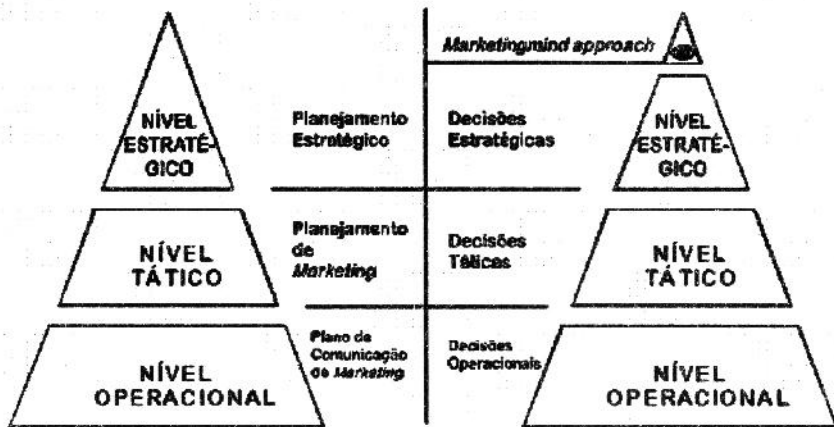 Marketingmind approach
NÍVEL
ESTRATÉ-
GICO
Planejamento
Estratégico
Decisões
Estratégicas
NÍVEL
ESTRATÉ-
GICO
NÍVEL
TÁTICO
Planejamento
de
Marketing
Decisões
Táticas
NÍVEL
TÁTICO
NÍVEL
OPERACIONAL
Plano de
Comunicação
de Marketing
Decisões
Operacionais
NÍVEL
OPERACIONAL